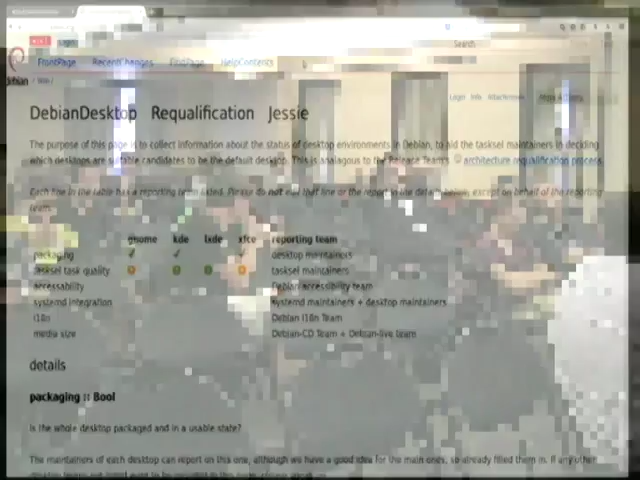 FrontPage RecentChanges FindPage HelpContents
Search
Login Info Attachments More Actions:
DebianDesktop Requalification Jessie
The purpose of this page is to collect information about the status of desktop environments in Debian, to aid the tasksel maintainers in deciding
which desktops are suitable candidates to be the default desktop. This is analagous to the Release Team's architecture requalification process
Each line in the table has a reporting team listed. Please do not edit that line or the report in the details below, except on behalf of the reporting
team.
gnome kde lxde xfce reporting team
packaging ✓ ✓ ✓ desktop maintainers
tasksel task quality tasksel maintainers
accessability Debian accessibility team
systemd integration systemd maintainers + desktop maintainers
i18n Debian i18n Team
media size Debian-CD Team + Debian-live team
details
packaging :: Bool
Is the whole desktop packaged and in a usable state?
The maintainers of each desktop can report on this one, although we have a good idea for the main ones, so already filled them in. If any other